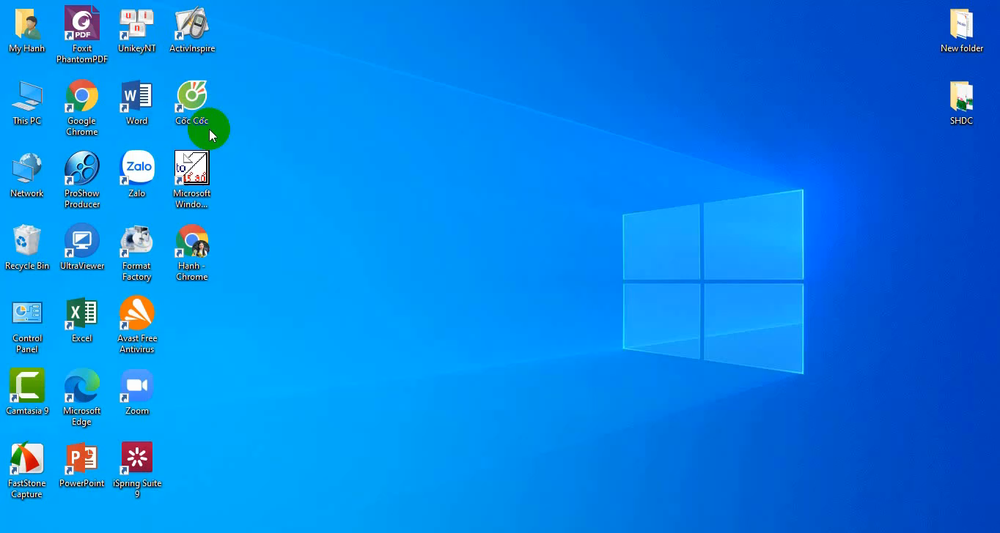 My Hanh
Foxit
PhantomPDF
UnikeyNT
ActivInspire
New folder
This PC
Google
Chrome
Word
Cốc Cốc
SHDC
Network
ProShow
Producer
Zalo
Zalo
Microsoft
Windo...
Recycle Bin
UltraViewer
Format
Factory
Hạnh -
Chrome
Control
Panel
Excel
Avast Free
Antivirus
Camtasia 9
Microsoft
Edge
Zoom
FastStone
Capture
PowerPoint
iSpring Suite
9